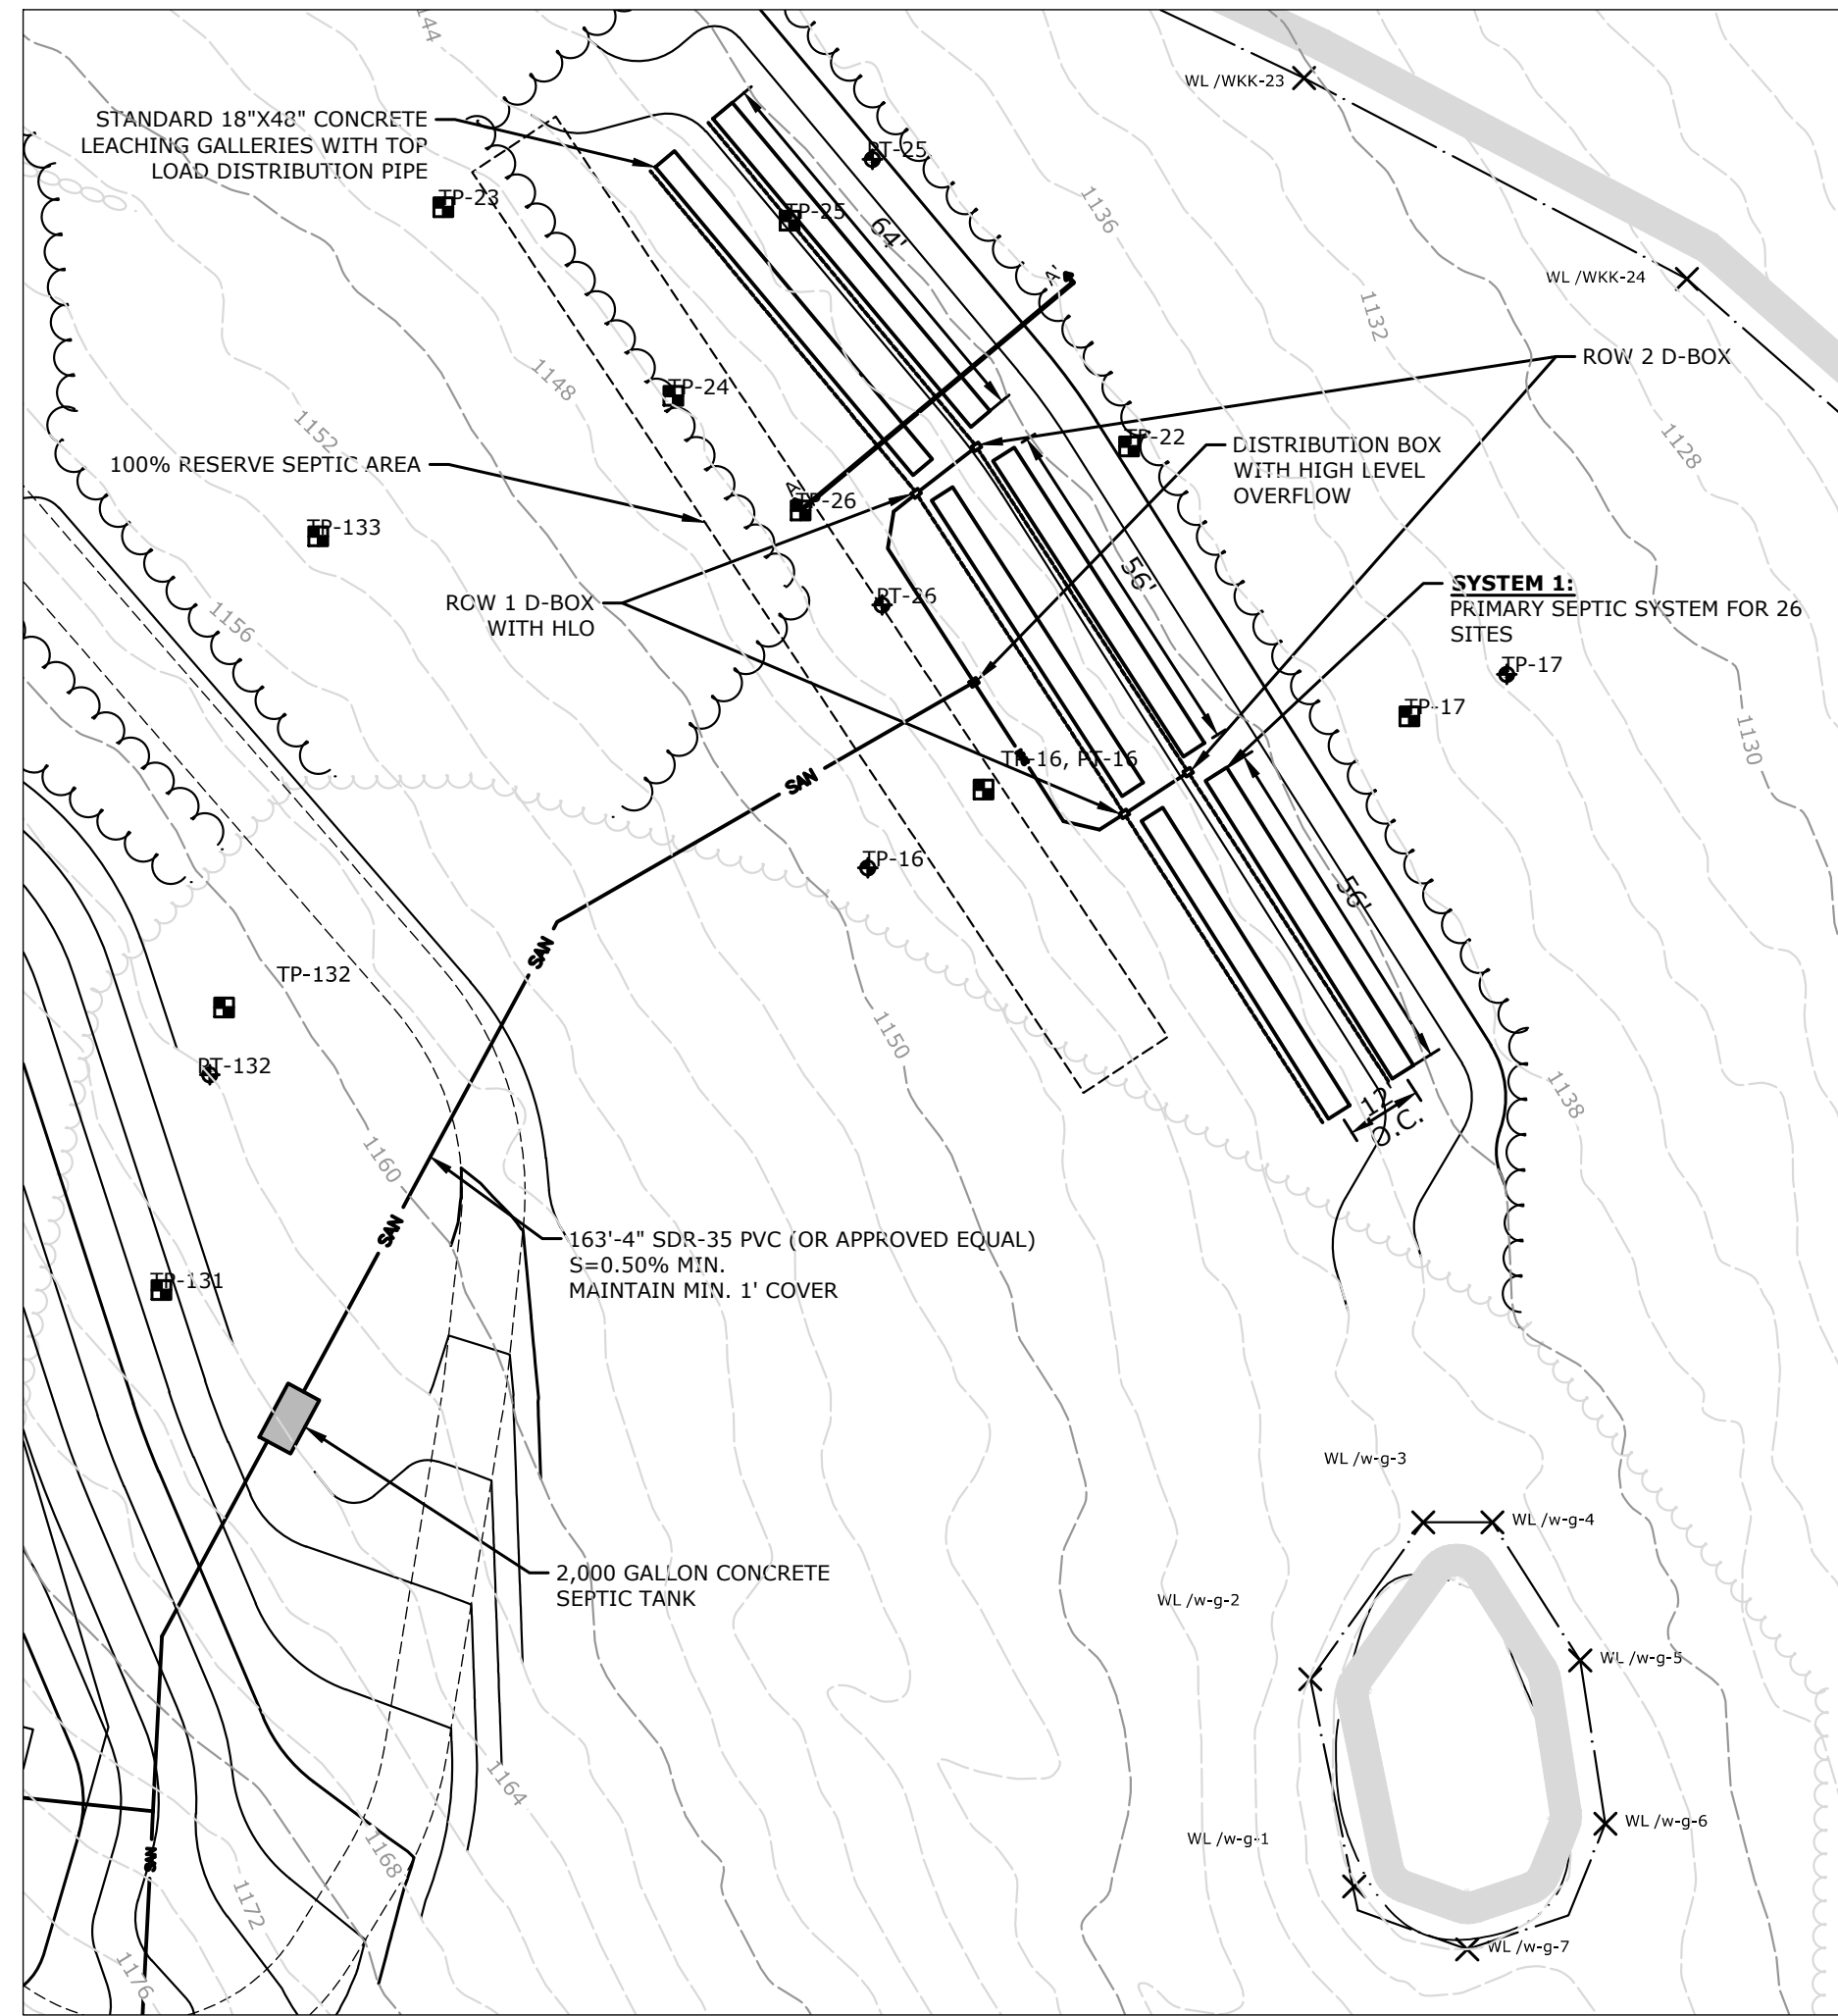 1144
WL /WKK-23
STANDARD 18"X48" CONCRETE
LEACHING GALLERIES WITH TOP
LOAD DISTRIBUTION PIPE
PT-25
TP-23
TP-25
64'
1136
WL /WKK-24
1132
ROW 2 D-BOX
1148
TP-24
1152
TP-22
1128
DISTRIBUTION BOX
WITH HIGH LEVEL
OVERFLOW
100% RESERVE SEPTIC AREA
TP-26
TP-133
56'
SYSTEM 1:
PRIMARY SEPTIC SYSTEM FOR 26
SITES
ROW 1 D-BOX
WITH HLO
PT-26
1156
TP-17
TP-17
1130
TP-16, PT-16
SAN
TP-16
56'
SAN
TP-132
1150
PT-132
1138
O.C.
1160
SAN
163'-4" SDR-35 PVC (OR APPROVED EQUAL)
S=0.50% MIN.
MAINTAIN MIN. 1' COVER
TP-131
WL /w-g-3
WL /w-g-4
2,000 GALLON CONCRETE
SEPTIC TANK
WL /w-g-2
WL /w-g-5
1164
WL /w-g-6
WL /w-g-1
SAN
1168
1172
WL /w-g-7
1176